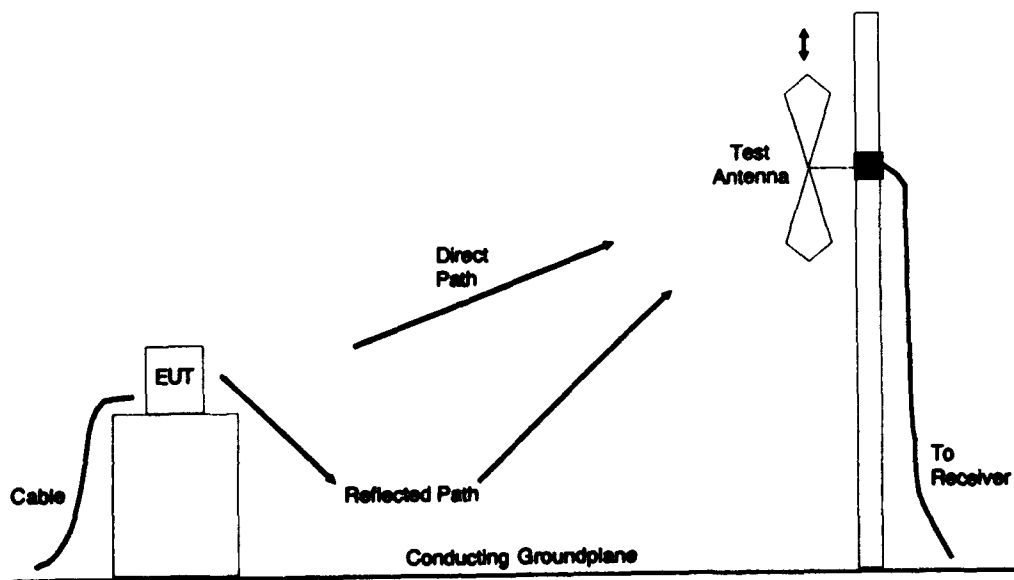 Test
Antenna
Direct
Path
EUT
To
Receiver
Cable
Reflected Path
Conducting Groundplane